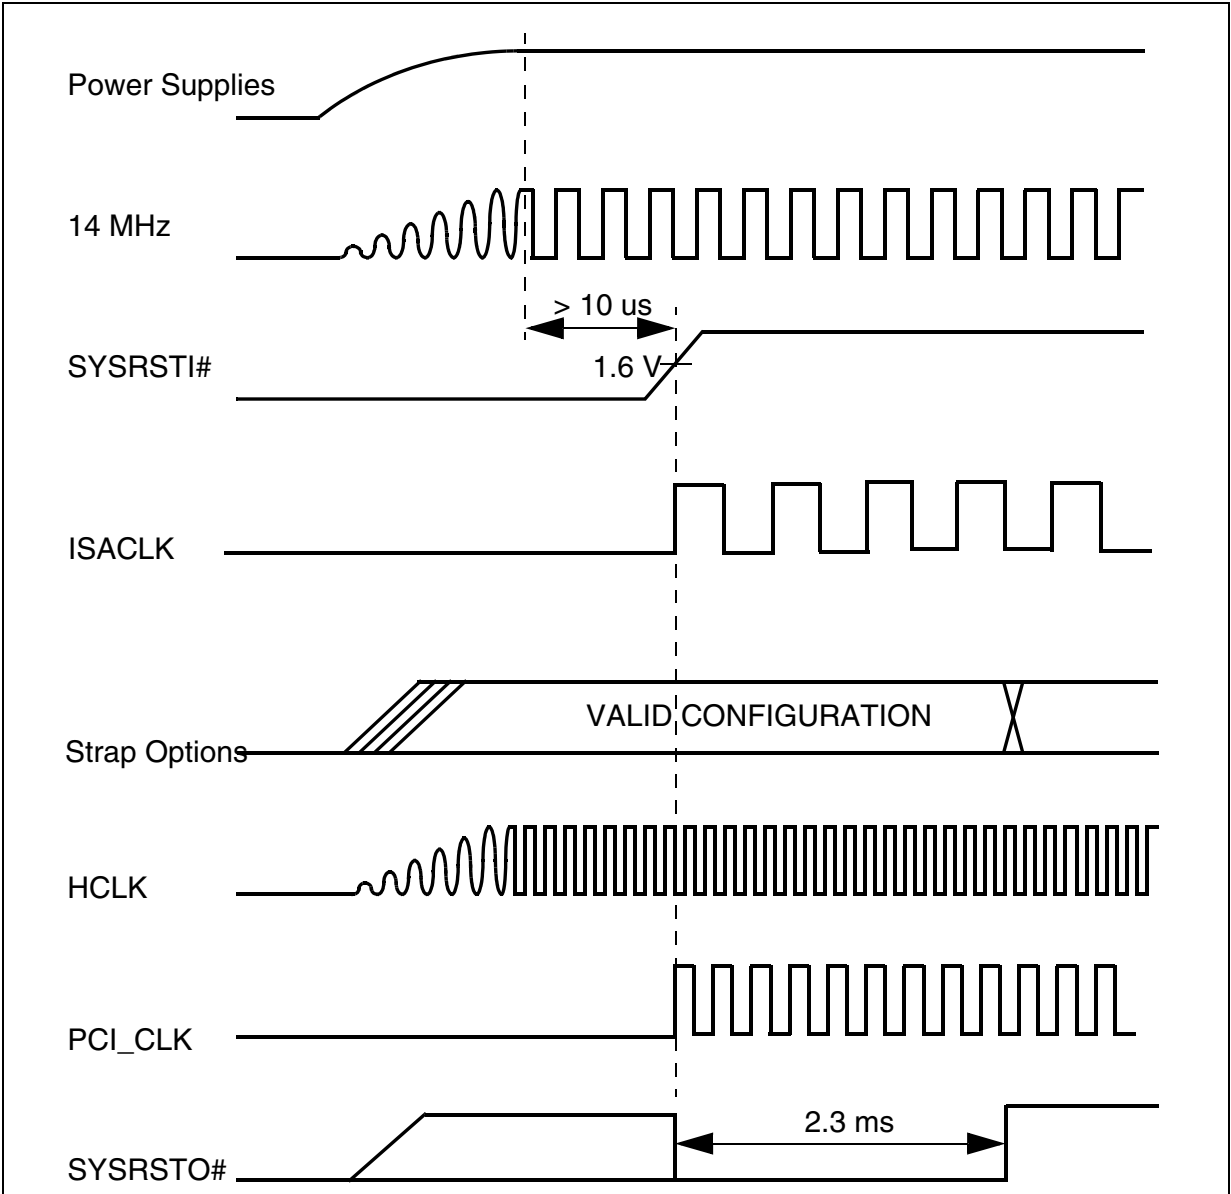 Power Supplies
14 MHz
> 10 us
SYSRSTI#
1.6 V
ISACLK
VALID CONFIGURATION
Strap Options
HCLK
PCI_CLK
2.3 ms
SYSRSTO#